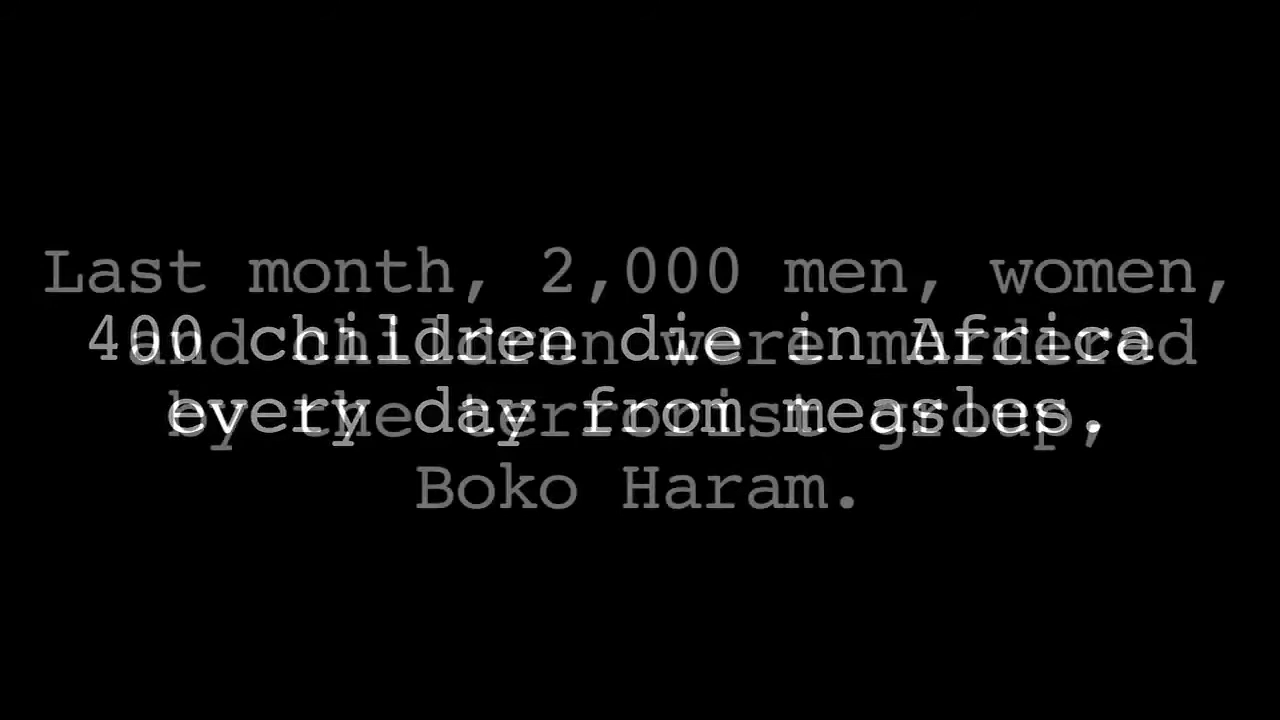 Last month, 2,000 men, women,
and children were murdered
by the terrorist group,
Boko Haram.
400 children die in Africa
every day from measles.